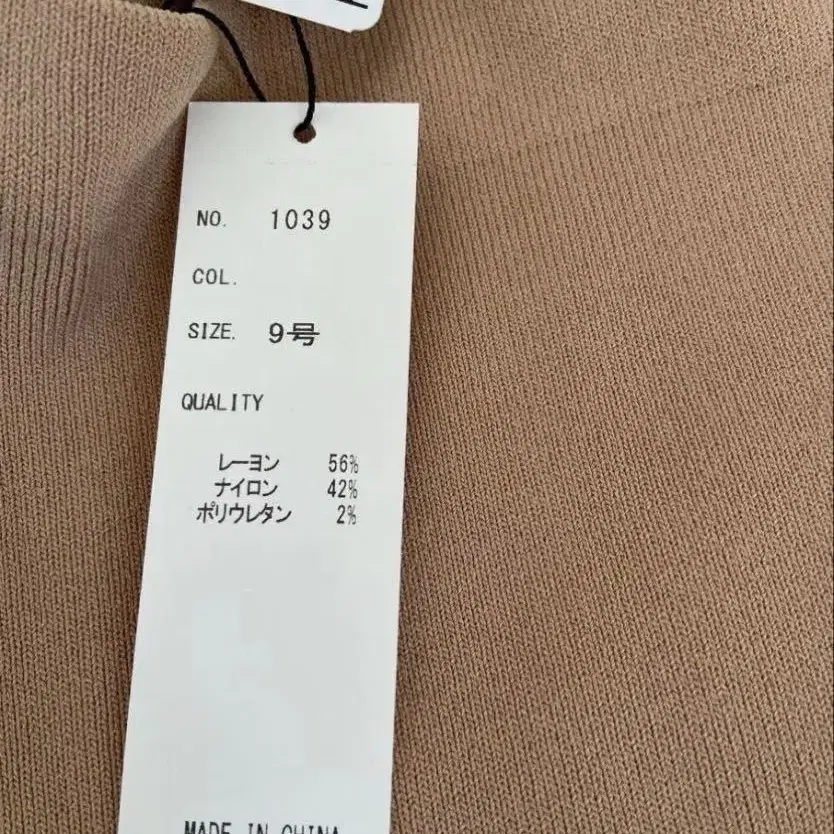 NO. 1039
COL.
SIZE. 9号
QUALITY
レーヨン 56%
ナイロン 42%
ポリウレタン 2%
MADE IN CHINA